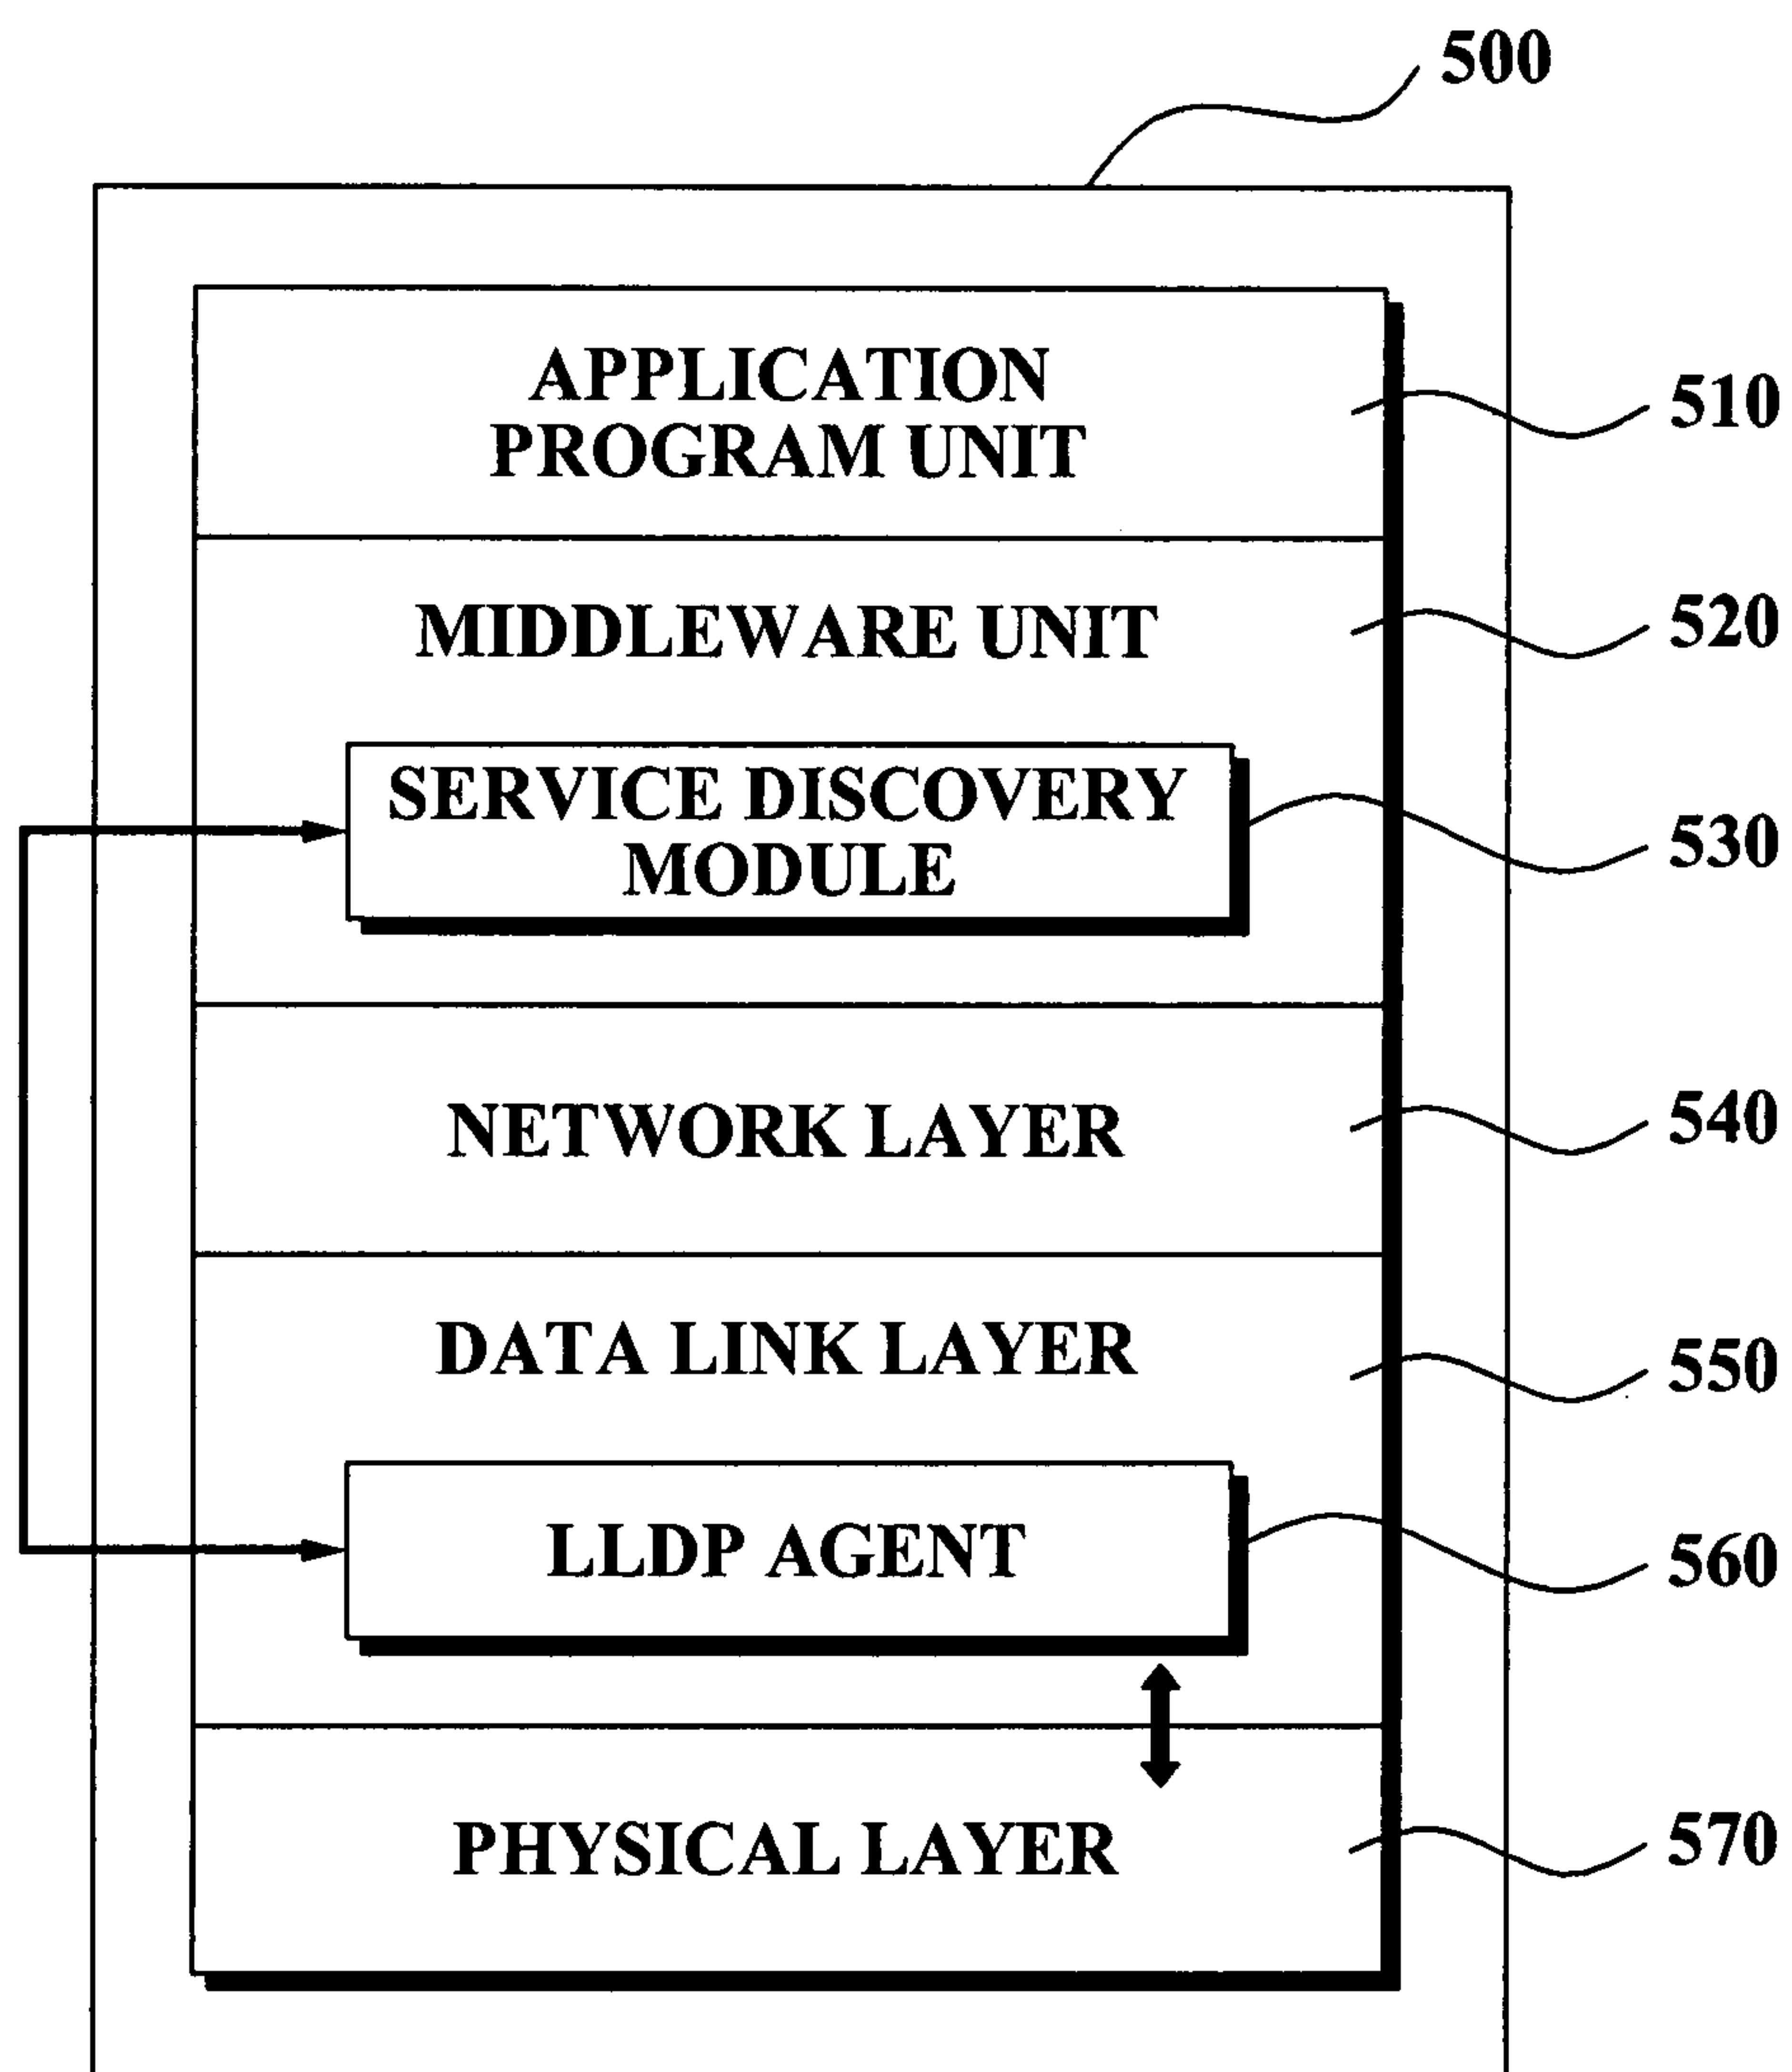 500
APPLICATION
PROGRAM UNIT
510
MIDDLEWARE UNIT
520
SERVICE DISCOVERY
MODULE
530
NETWORK LAYER
540
DATA LINK LAYER
550
LLDP AGENT
560
PHYSICAL LAYER
570